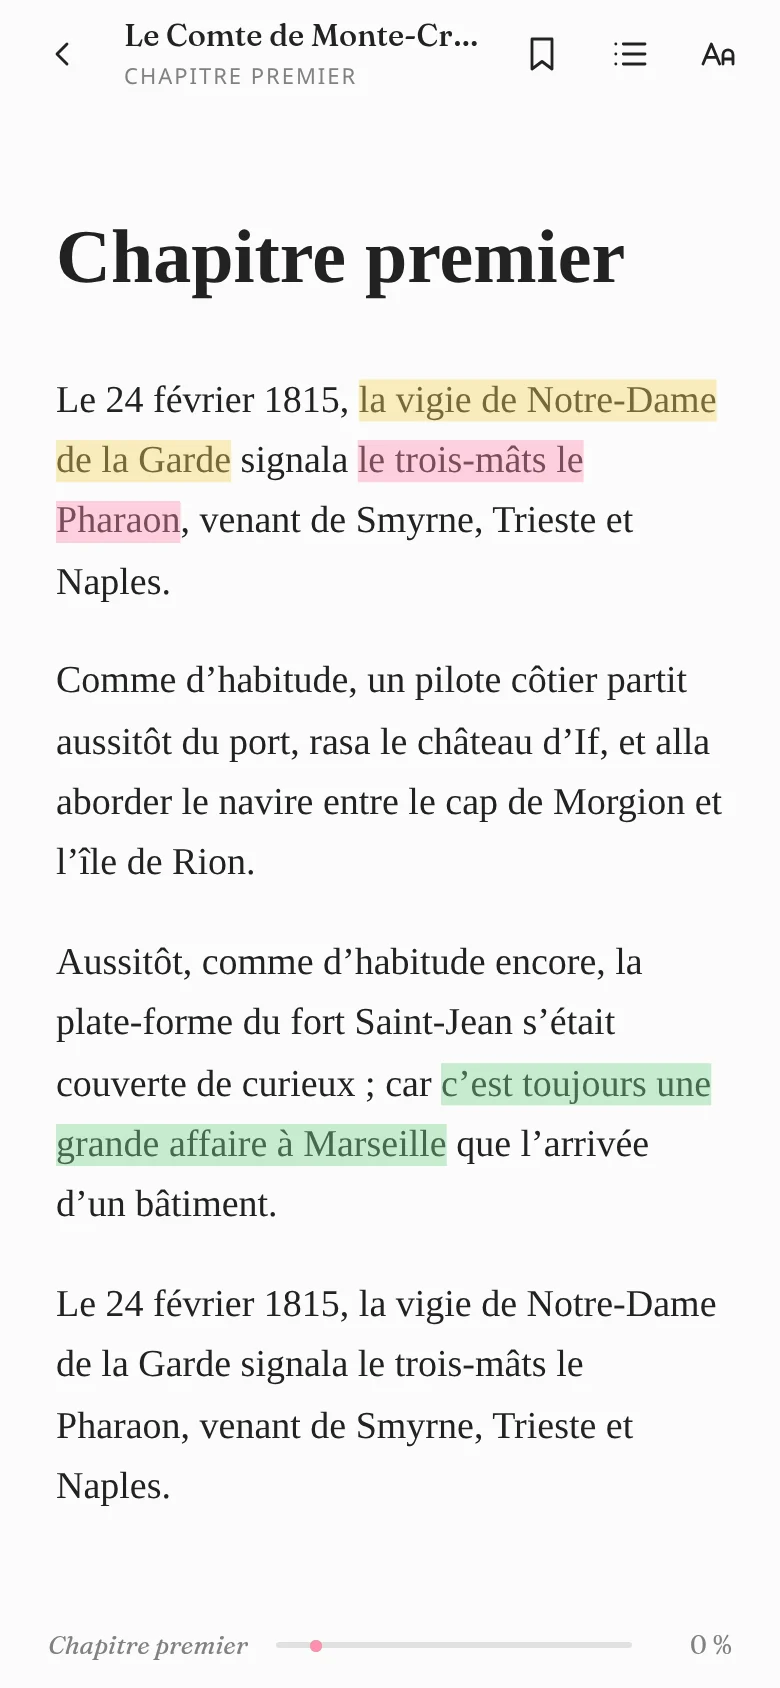 Le Comte de Monte-Cr...
CHAPITRE PREMIER
Aa
Chapitre premier
Le 24 février 1815, la vigie de Notre-Dame
de la Garde signala le trois-mâts le
Pharaon, venant de Smyrne, Trieste et
Naples.
Comme d’habitude, un pilote côtier partit
aussitôt du port, rasa le château d’If, et alla
aborder le navire entre le cap de Morgion et
l’île de Rion.
Aussitôt, comme d’habitude encore, la
plate-forme du fort Saint-Jean s’était
couverte de curieux ; car c’est toujours une
grande affaire à Marseille que l’arrivée
d’un bâtiment.
Le 24 février 1815, la vigie de Notre-Dame
de la Garde signala le trois-mâts le
Pharaon, venant de Smyrne, Trieste et
Naples.
Chapitre premier
0 %